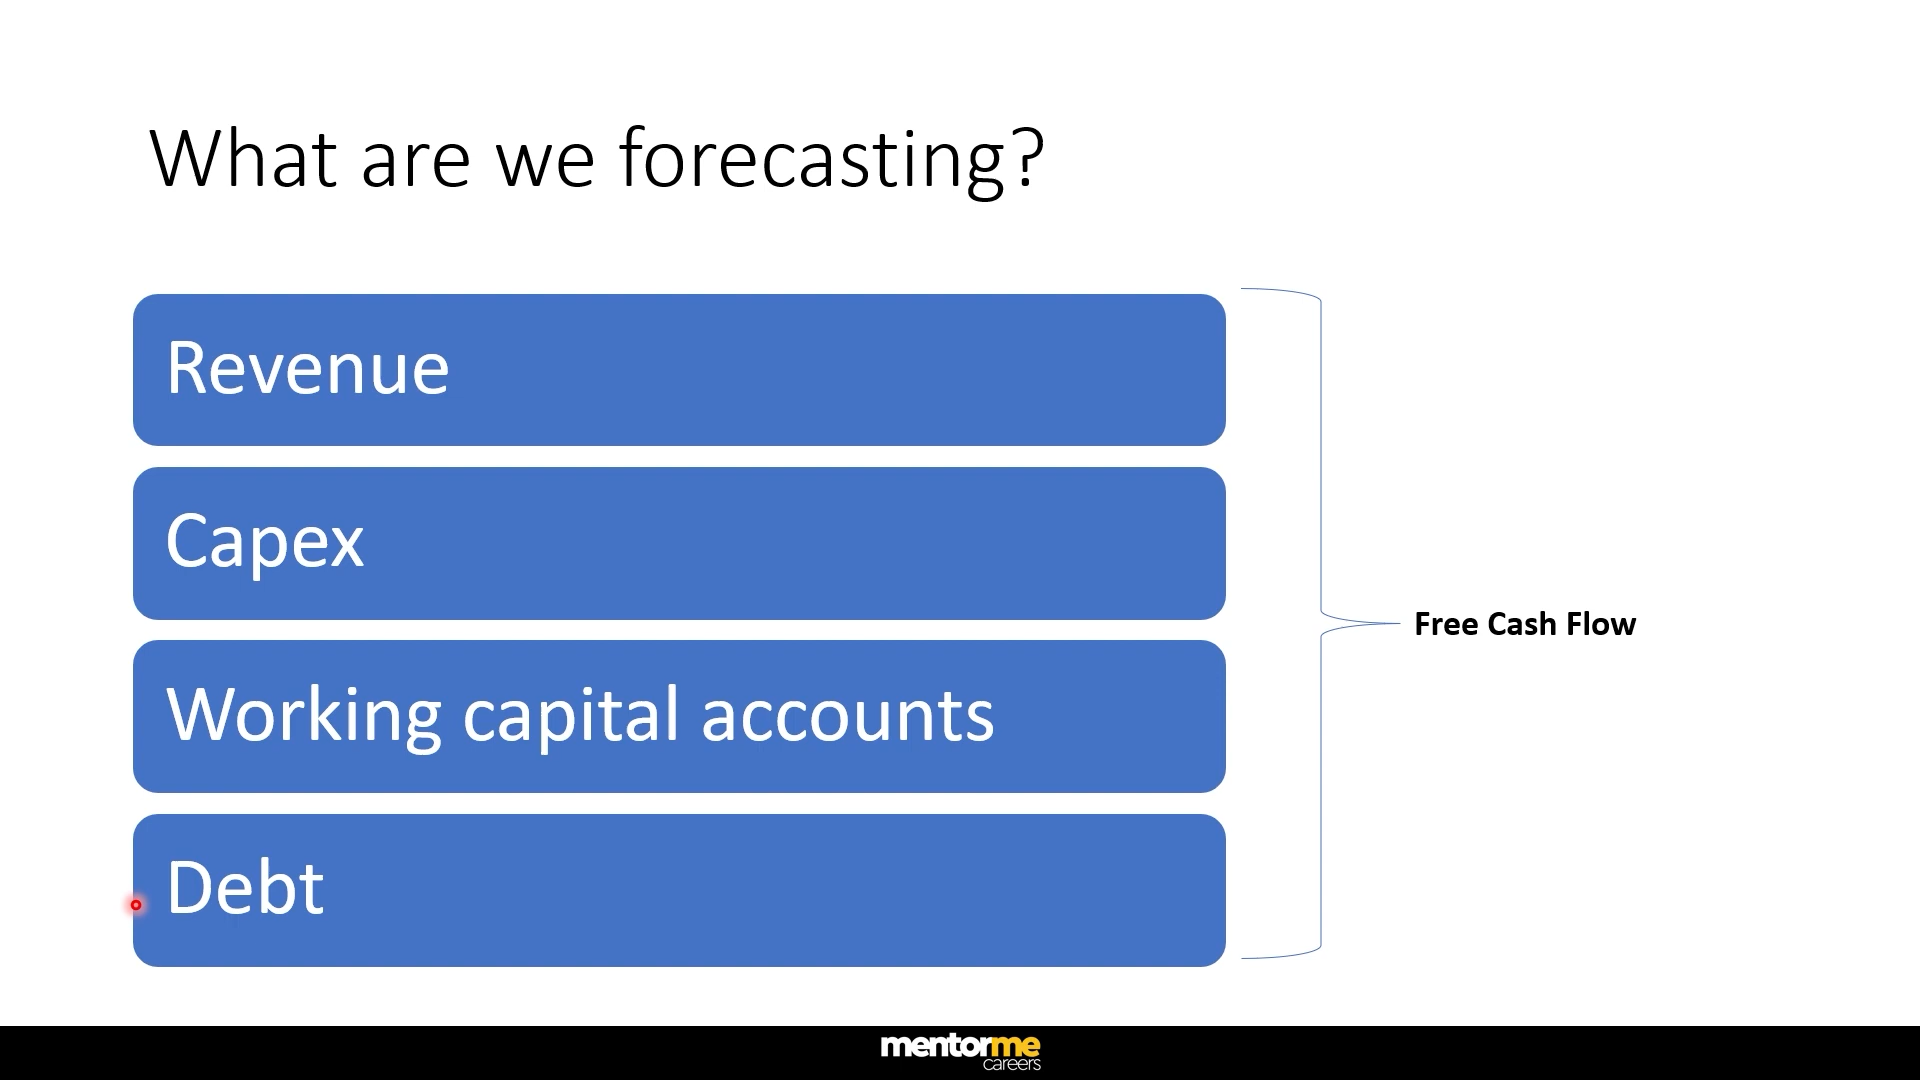 What are we forecasting?
Revenue
Capex
Working capital accounts
Debt
Free Cash Flow
mentorme
careers